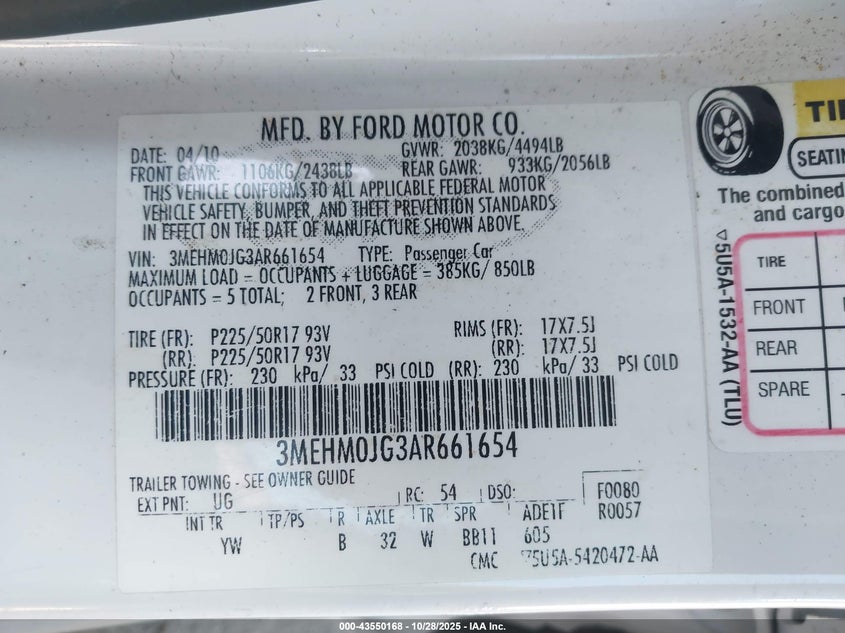 MFD. BY FORD MOTOR CO.
DATE: 04/10 GVWR: 2038KG/4494LB
FRONT GAWR: 1106KG/2438LB REAR GAWR: 933KG/2056LB
THIS VEHICLE CONFORMS TO ALL APPLICABLE FEDERAL MOTOR
VEHICLE SAFETY, BUMPER, AND THEFT PREVENTION STANDARDS
IN EFFECT ON THE DATE OF MANUFACTURE SHOWN ABOVE.
VIN: 3MEHM0JG3AR661654 TYPE: Passenger Car
MAXIMUM LOAD = OCCUPANTS + LUGGAGE = 385KG/ 850LB
OCCUPANTS = 5 TOTAL; 2 FRONT, 3 REAR
TIRE (FR): P225/50R17 93V RIMS (FR): 17X7.5J
(RR): P225/50R17 93V (RR): 17X7.5J
PRESSURE (FR): 230 kPa/ 33 PSI COLD (RR): 230 kPa/ 33 PSI COLD
3MEHM0JG3AR661654
TRAILER TOWING - SEE OWNER GUIDE
EXT PNT: UG RC: 54 DSO: F0080
INT TR TP/PS R AXLE TR SPR ADE1F R0057
YW B 32 W BB11 605
CMC 5U5A-5420472-AA
TI
SEATIN
The combined
and cargo
5U5A-1532-AA (TLU)
TIRE
FRONT
REAR
SPARE
000-43550168 - 10/28/2025 - IAA Inc.